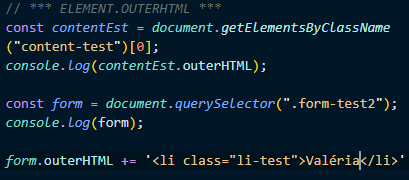 // *** ELEMENT.OUTERHTML ***
const contentEst = document.getElementsByClassName
("content-test")[0];
console.log(contentEst.outerHTML);
const form = document.querySelector(".form-test2");
console.log(form);
form.outerHTML += '<li class="li-test">Valéria</li>'